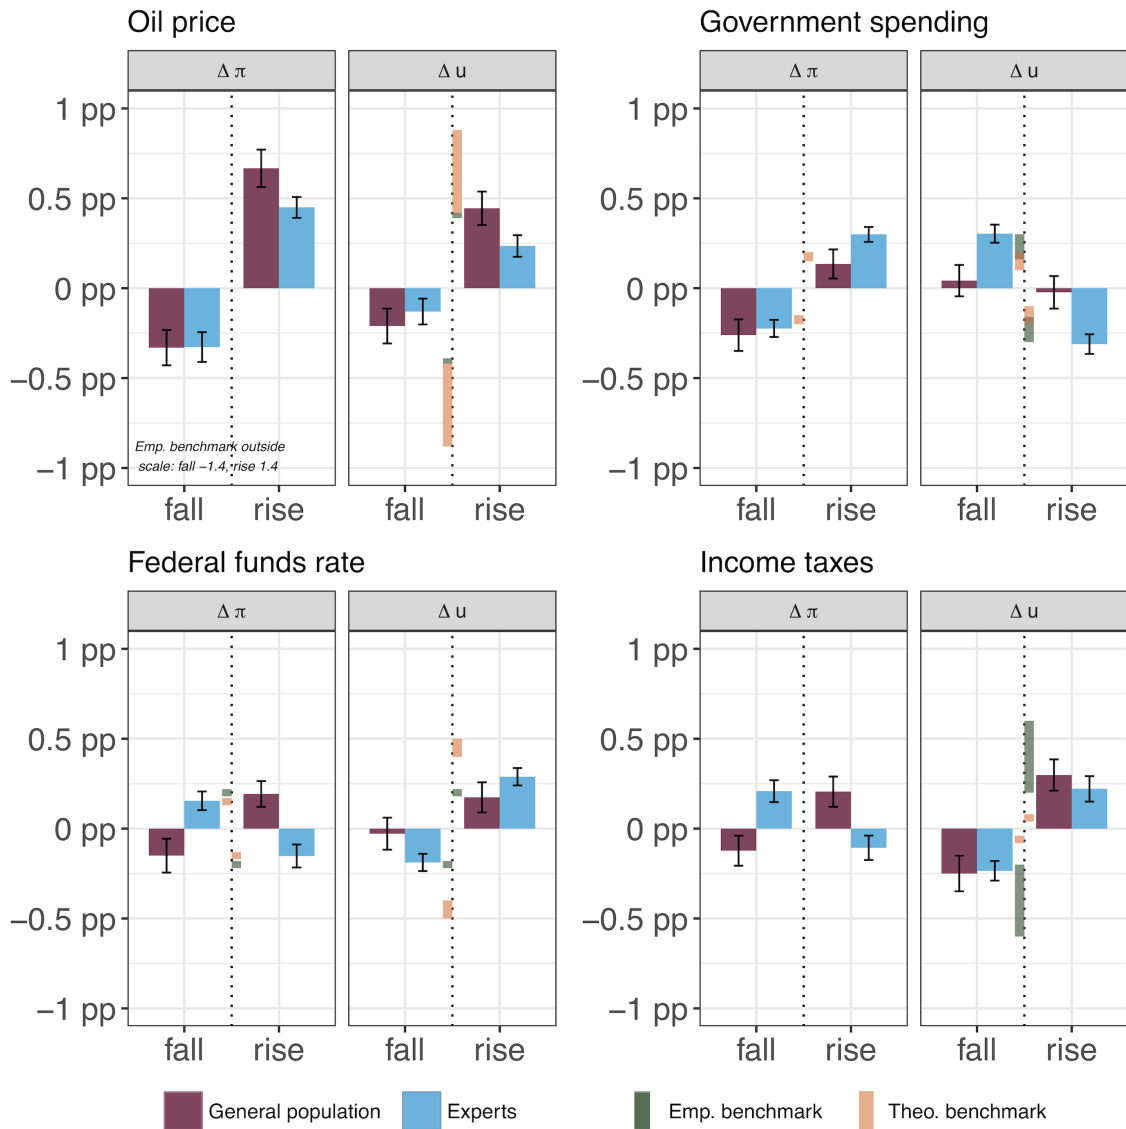 Oil price
Δ π
Δ u
1 pp
0.5 pp
0 pp
−0.5 pp
−1 pp
Emp. benchmark outside
scale: fall −1.4, rise 1.4
fall
rise
fall
rise
Government spending
Δ π
Δ u
1 pp
0.5 pp
0 pp
−0.5 pp
−1 pp
fall
rise
fall
rise
Federal funds rate
Δ π
Δ u
1 pp
0.5 pp
0 pp
−0.5 pp
−1 pp
fall
rise
fall
rise
Income taxes
Δ π
Δ u
1 pp
0.5 pp
0 pp
−0.5 pp
−1 pp
fall
rise
fall
rise
General population
Experts
Emp. benchmark
Theo. benchmark